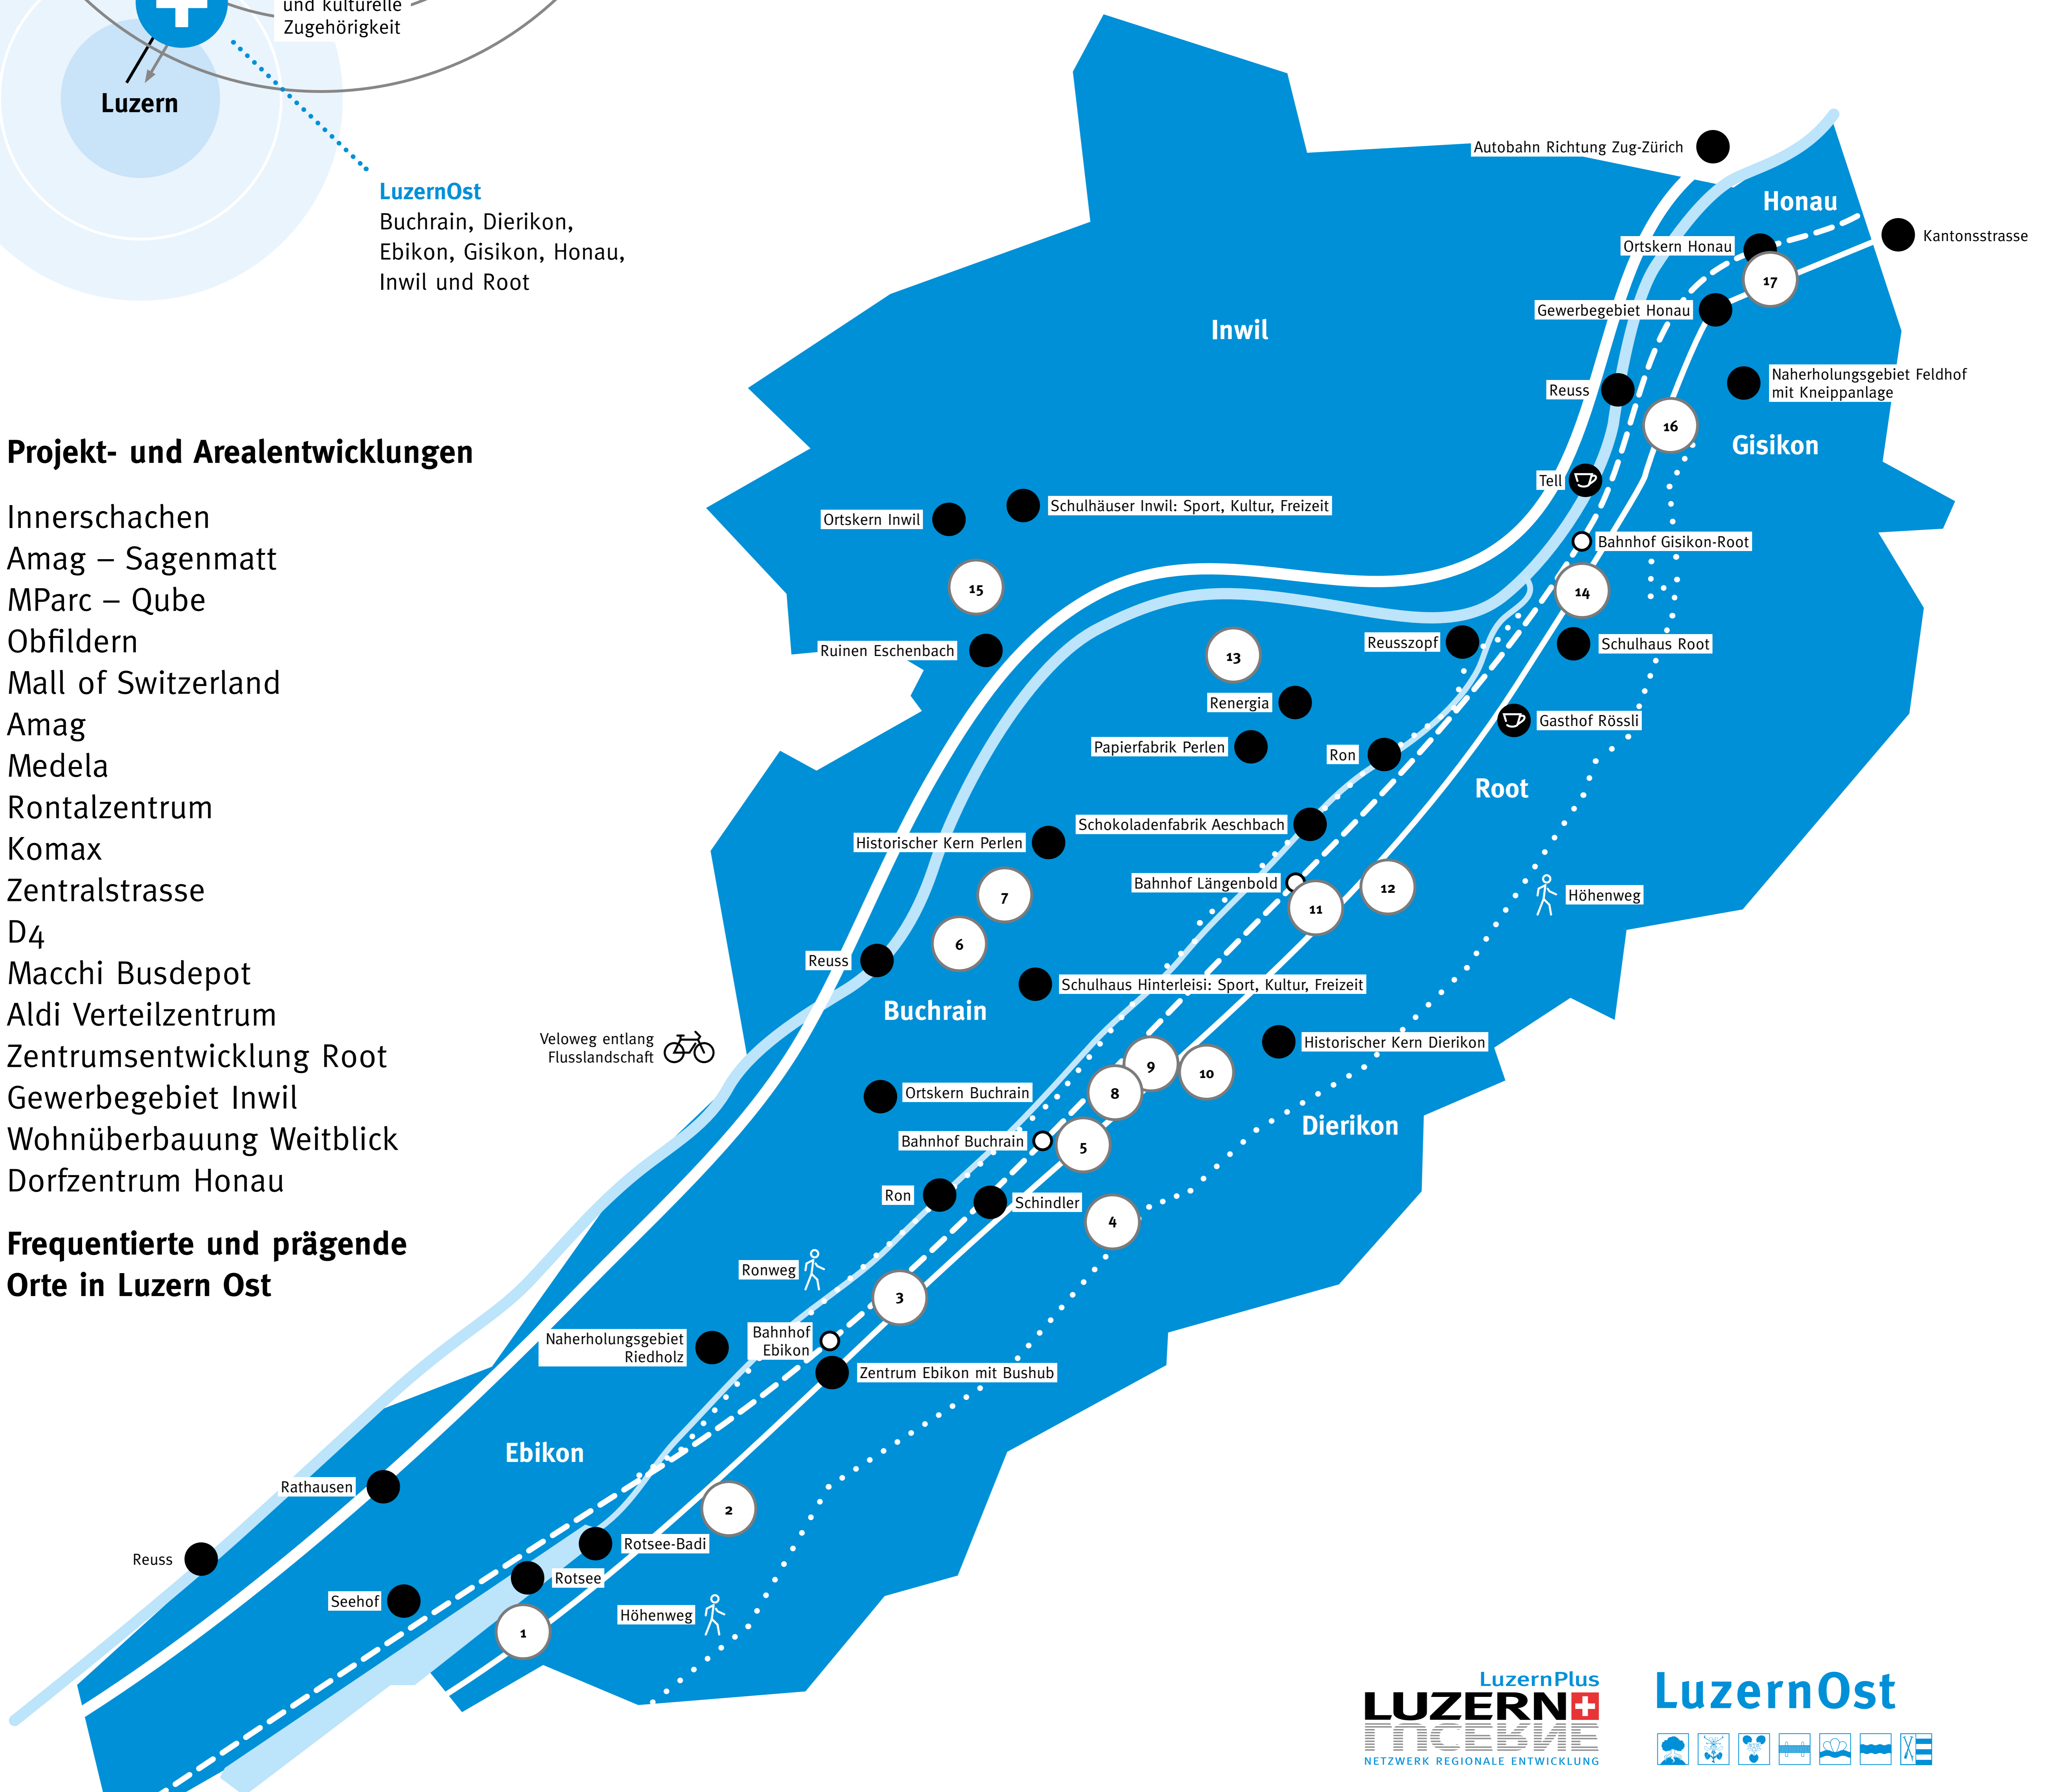 und kulturelle
Zugehörigkeit
Luzern
LuzernOst
Buchrain, Dierikon,
Ebikon, Gisikon, Honau,
Inwil und Root
Projekt- und Arealentwicklungen
Innerschachen
Amag – Sagenmatt
MParc – Qube
Obfildern
Mall of Switzerland
Amag
Medela
Rontalzentrum
Komax
Zentralstrasse
D4
Macchi Busdepot
Aldi Verteilzentrum
Zentrumsentwicklung Root
Gewerbegebiet Inwil
Wohnüberbauung Weitblick
Dorfzentrum Honau
Frequentierte und prägende
Orte in Luzern Ost
Autobahn Richtung Zug-Zürich
Honau
Kantonsstrasse
Ortskern Honau
17
Gewerbegebiet Honau
Inwil
Naherholungsgebiet Feldhof
mit Kneippanlage
Reuss
16
Gisikon
Tell
Schulhäuser Inwil: Sport, Kultur, Freizeit
Ortskern Inwil
Bahnhof Gisikon-Root
15
14
Reusszopf
Schulhaus Root
Ruinen Eschenbach
13
Renergia
Gasthof Rössli
Papierfabrik Perlen
Ron
Root
Schokoladenfabrik Aeschbach
Historischer Kern Perlen
Bahnhof Längenbold
12
7
11
Höhenweg
6
Reuss
Schulhaus Hinterleisi: Sport, Kultur, Freizeit
Buchrain
Veloweg entlang
Flusslandschaft
Historischer Kern Dierikon
9
10
8
Ortskern Buchrain
Dierikon
Bahnhof Buchrain
5
Ron
Schindler
4
Ronweg
3
Naherholungsgebiet
Riedholz
Bahnhof
Ebikon
Zentrum Ebikon mit Bushub
Ebikon
Rathausen
2
Rotsee-Badi
Reuss
Rotsee
Seehof
Höhenweg
1
LuzernPlus
LUZERN
LUCERNE
NETZWERK REGIONALE ENTWICKLUNG
LuzernOst